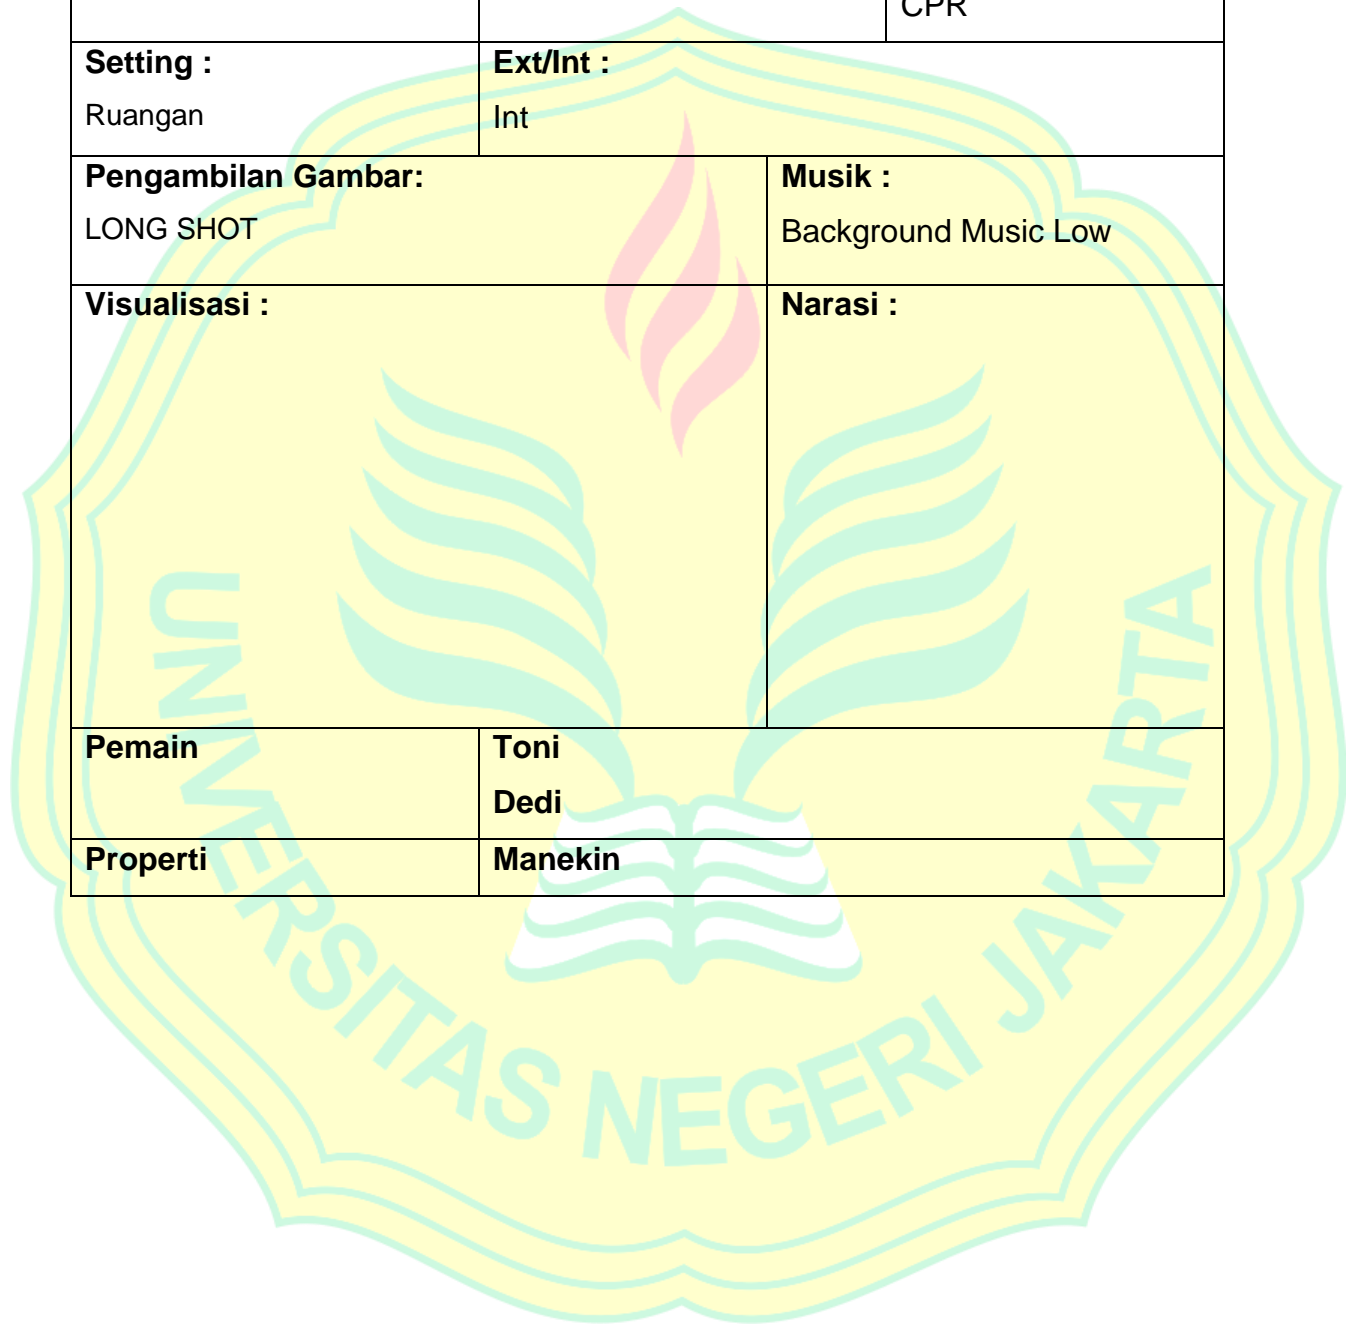 CPR
Setting :
Ext/Int :
Ruangan
Int
Pengambilan Gambar:
Musik :
LONG SHOT
Background Music Low
Visualisasi :
Narasi :
Pemain
Toni
Dedi
Properti
Manekin
UNIVERSITAS NEGERI JAKARTA